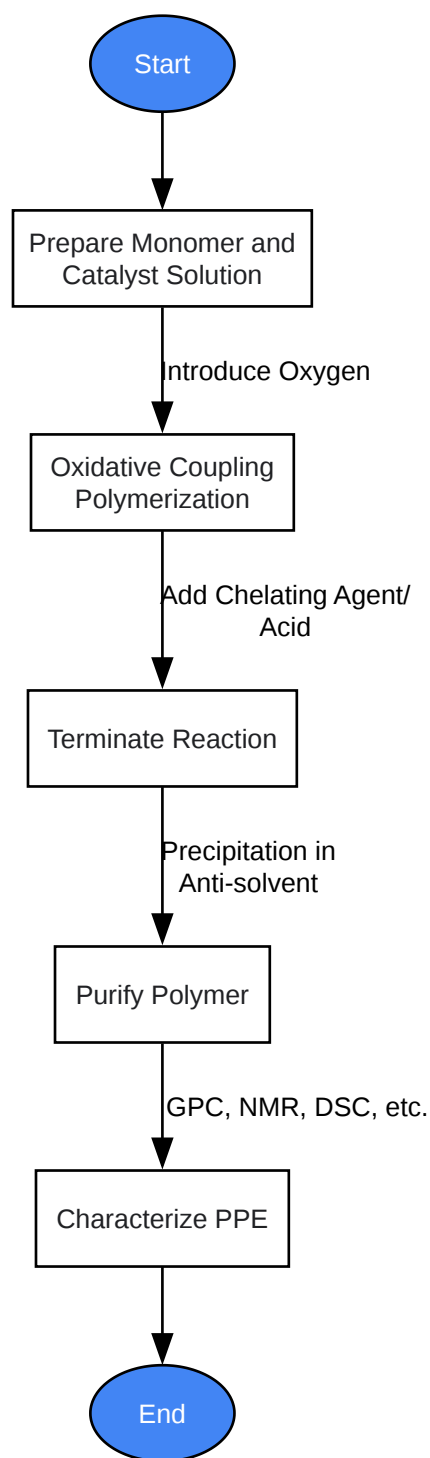 Start
Prepare Monomer and
Catalyst Solution
Introduce Oxygen
Oxidative Coupling
Polymerization
Add Chelating Agent/
Acid
Terminate Reaction
Precipitation in
Anti-solvent
Purify Polymer
GPC, NMR, DSC, etc.
Characterize PPE
End